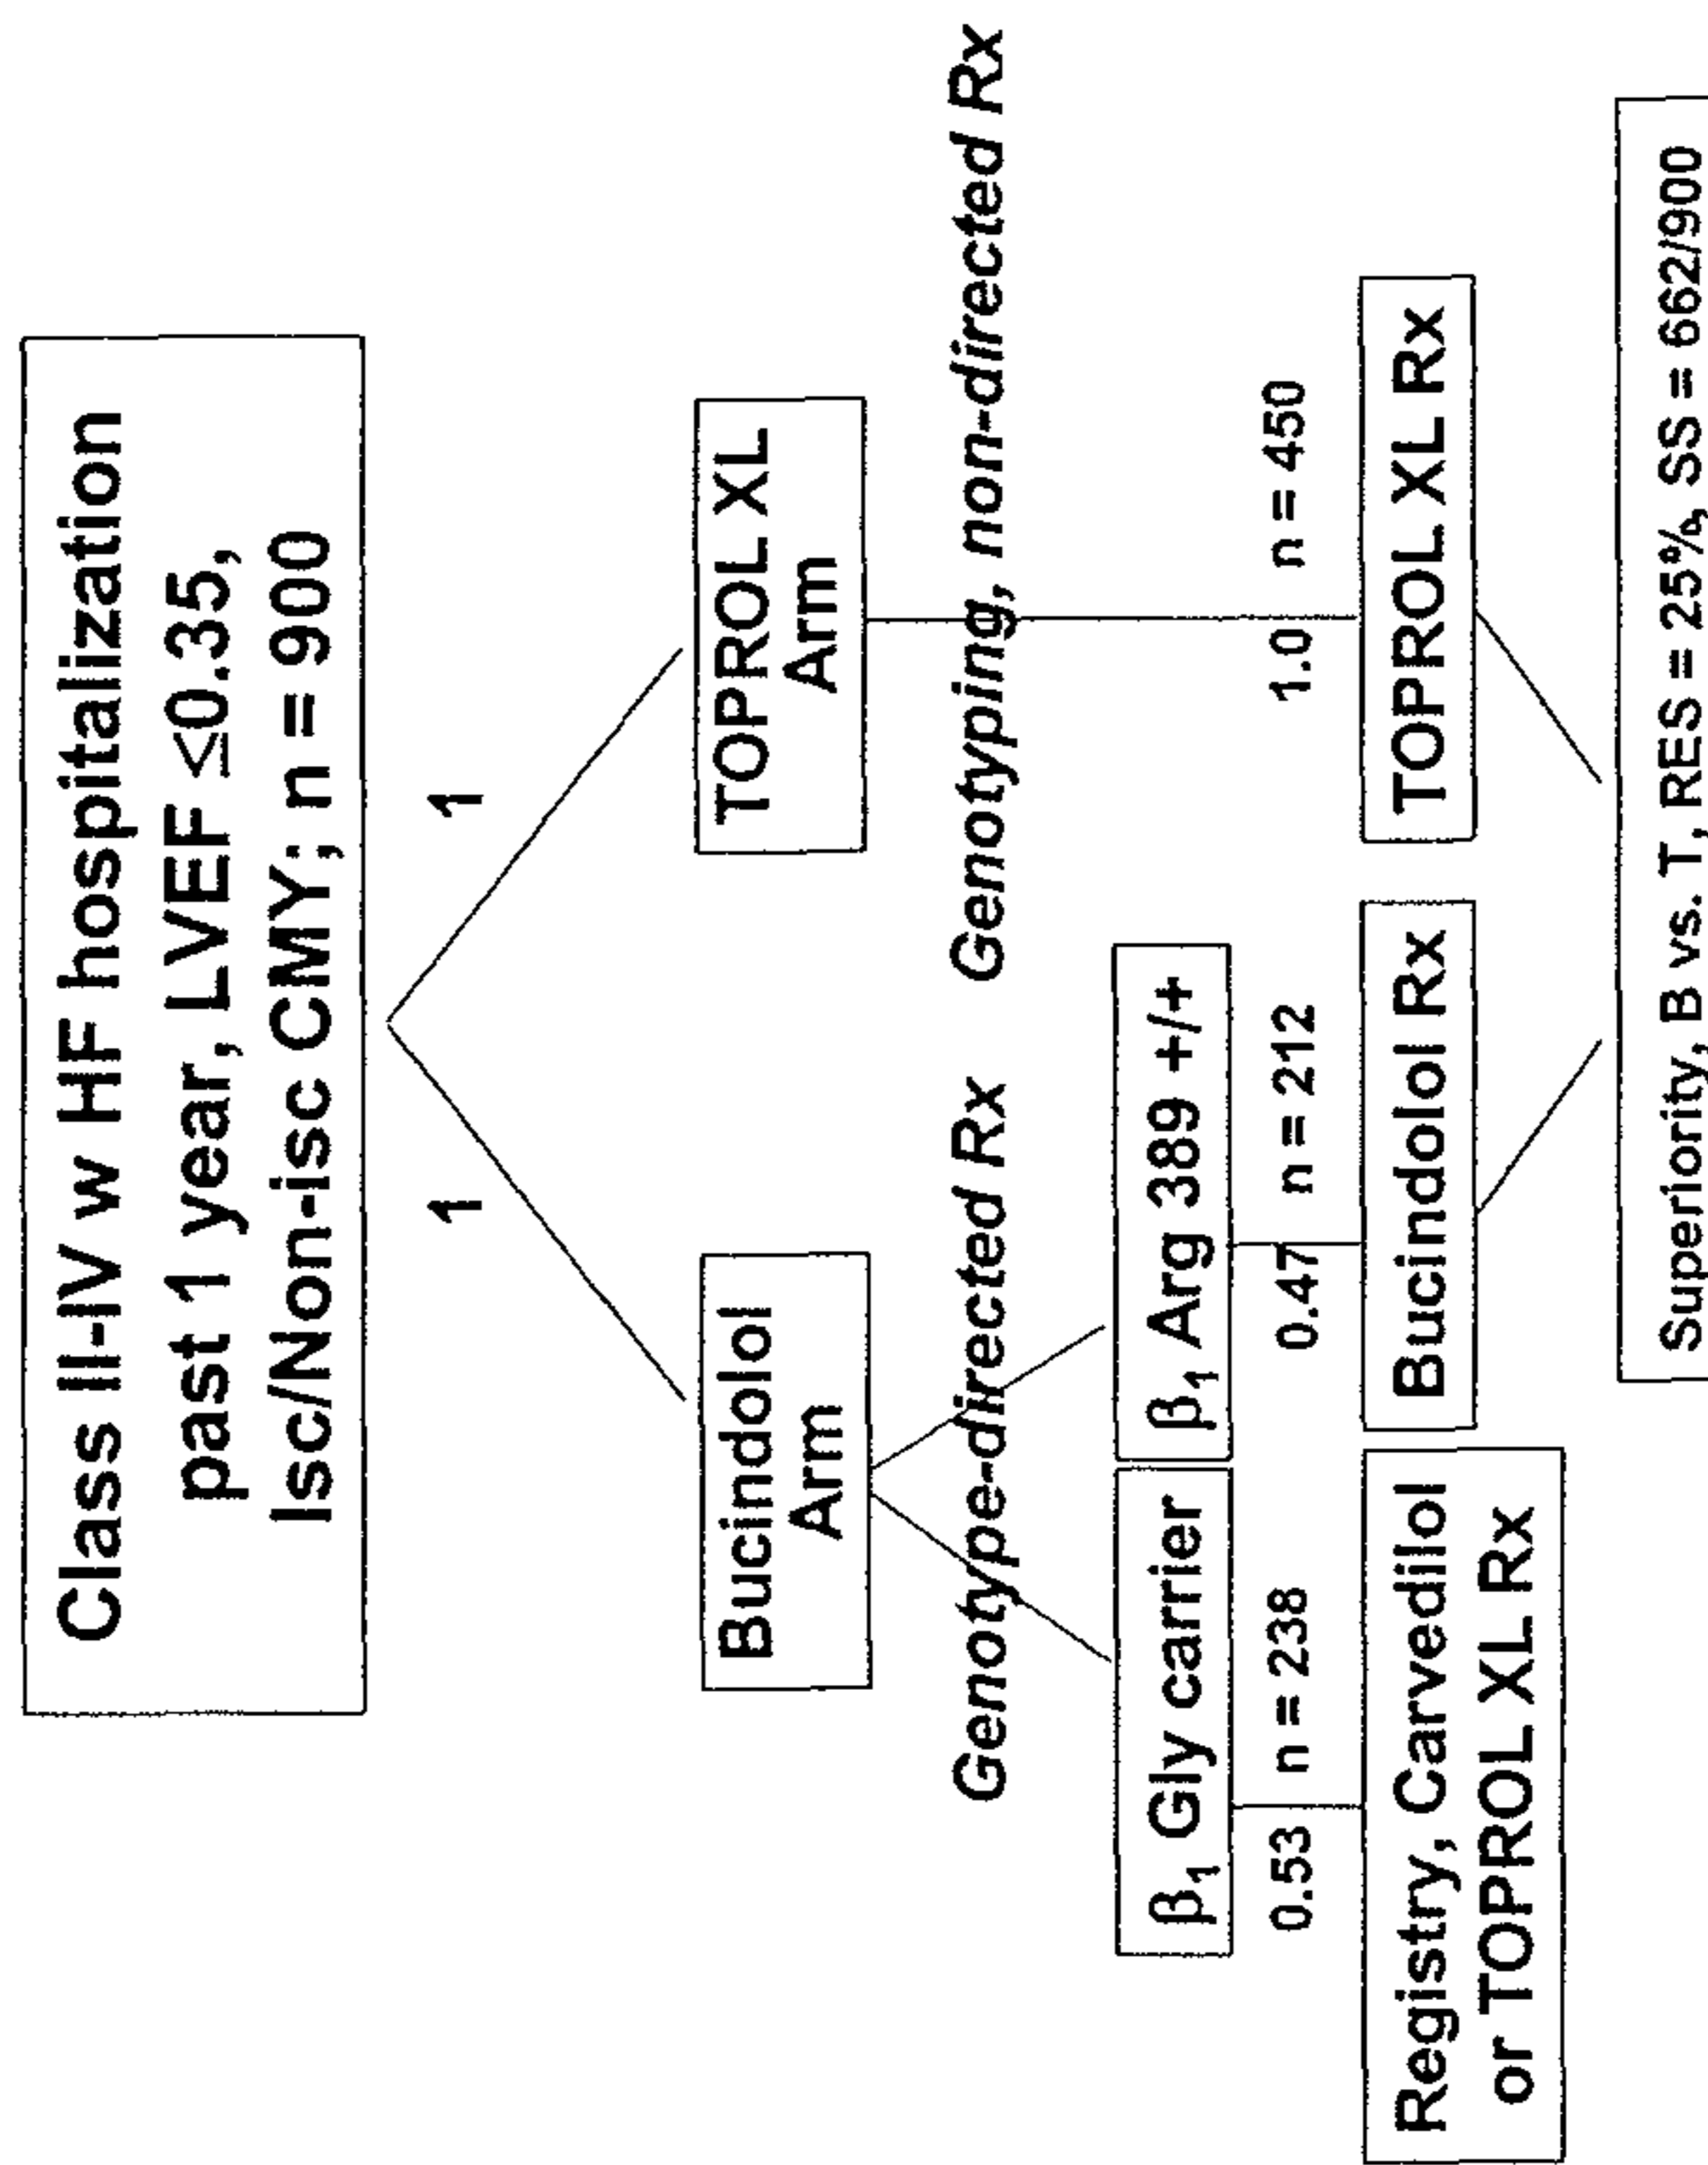 Class II-IV w HF hospitalization
past 1 year, LVEF ≤0.35,
Isc/Non-isc CMY; n = 900
1
1
Bucindolol
Arm
TOPROL XL
Arm
Genotype-directed Rx
Genotyping, non-directed Rx
β₁ Gly carrier
β₁ Arg 389 +/+
0.53 n = 238
0.47 n = 212
1.0 n = 450
Registry, Carvedilol
or TOPROL XL Rx
Bucindolol Rx
TOPROL XL Rx
Superiority, B vs. T, RES = 25%, SS = 662/900